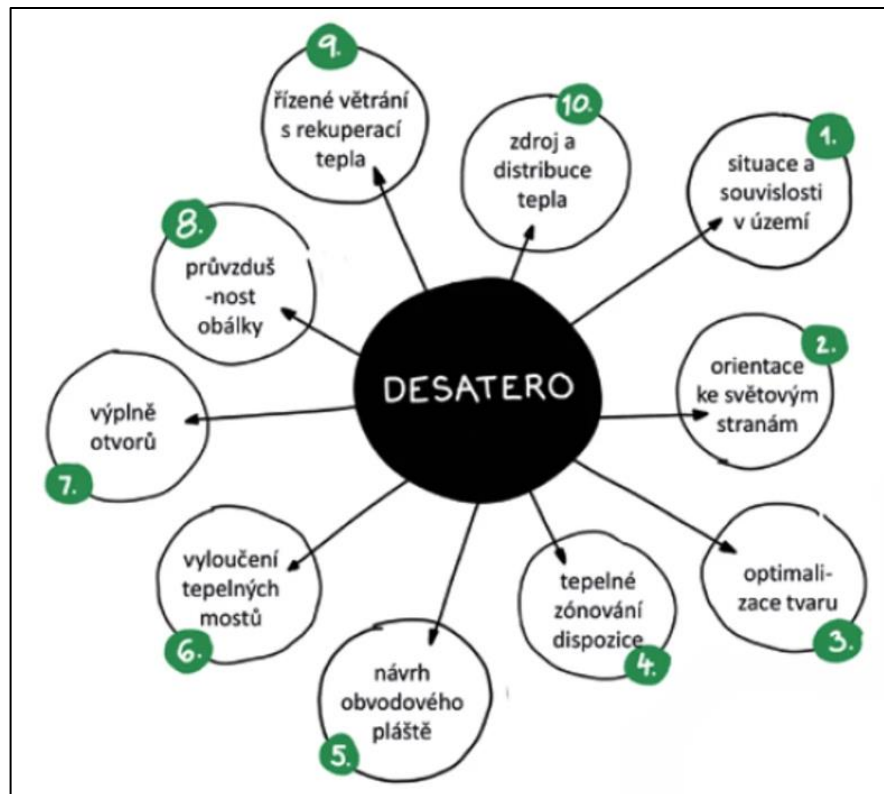 DESATERO
1.
situace a
souvislosti
v území
2.
orientace
ke světovým
stranám
3.
optimali-
zace tvaru
4.
tepelné
zónování
dispozice
5.
návrh
obvodového
pláště
6.
vyloučení
tepelných
mostů
7.
výplně
otvorů
8.
průvzduš
-nost
obálky
9.
řízené větrání
s rekuperací
tepla
10.
zdroj a
distribuce
tepla